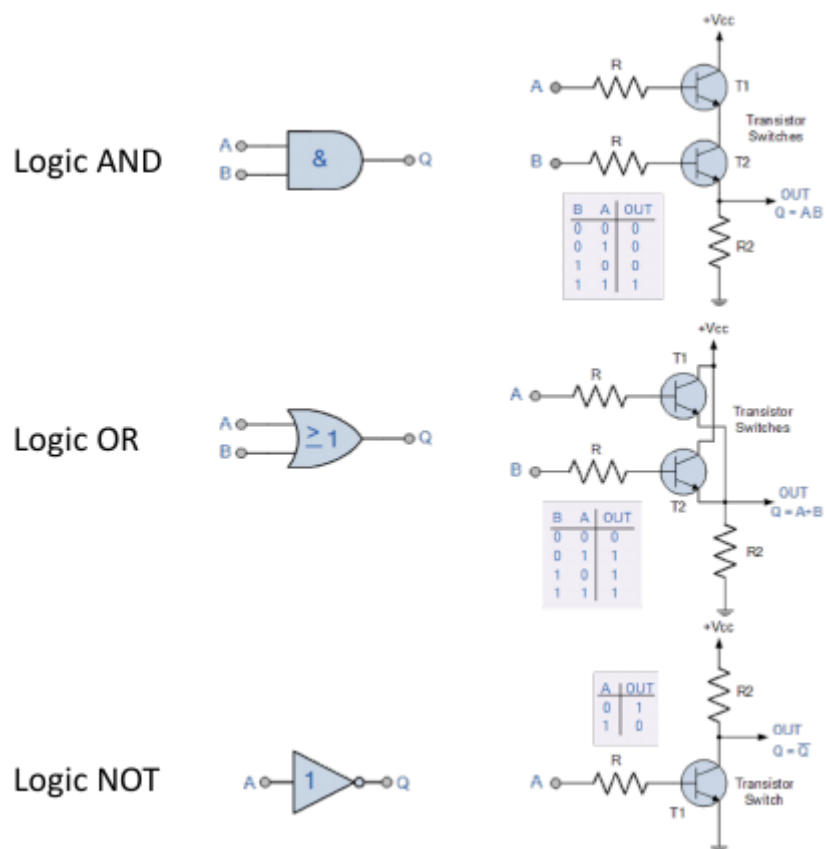 Logic AND
A
B
&
Q
+Vcc
A
R
T1
Transistor
Switches
B
R
T2
OUT
Q = AB
R2
B A OUT
0 0 0
0 1 0
1 0 0
1 1 1
Logic OR
A
B
≥1
Q
+Vcc
T1
A
R
Transistor
Switches
B
R
T2
OUT
Q = A+B
R2
B A OUT
0 0 0
0 1 1
1 0 1
1 1 1
Logic NOT
A
1
Q
+Vcc
R2
A OUT
0 1
1 0
OUT
Q = Q̅
A
R
T1
Transistor
Switch